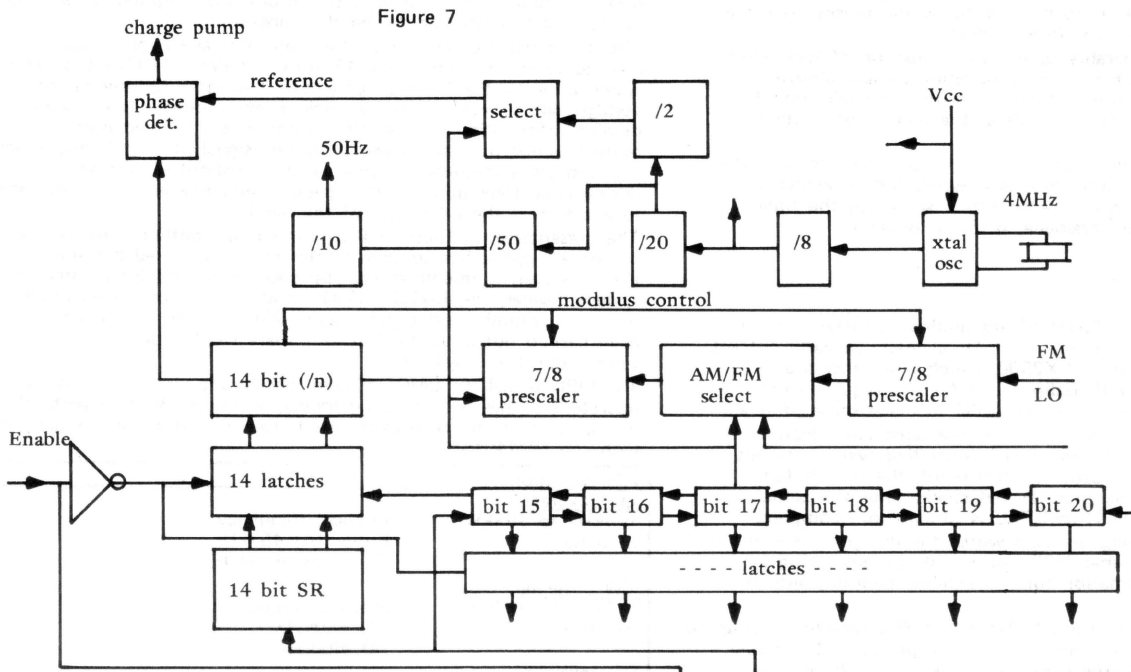 Figure 7
charge pump
phase
det.
reference
select
/2
Vcc
50Hz
4MHz
/10
/50
/20
/8
xtal
osc
modulus control
14 bit (/n)
7/8
prescaler
AM/FM
select
7/8
prescaler
FM
LO
Enable
14 latches
bit 15
bit 16
bit 17
bit 18
bit 19
bit 20
- - - - latches - - - - -
14 bit SR